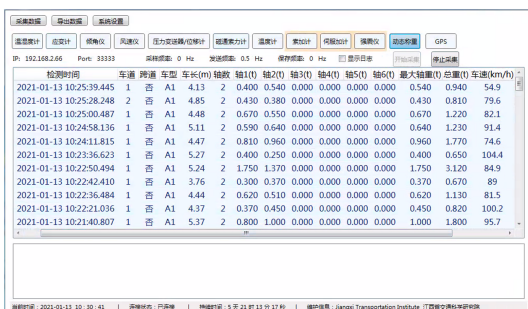 采集数据 导出数据 系统设置
温湿度计 应变计 倾角仪 风速仪 压力变送器/位移计 磁通索力计 温度计 索加计 伺服加计 强震仪 动态称重 GPS
IP: 192.168.2.66 Port: 33333 采样频率: 0 Hz 发送频率: 0.5 Hz 保存频率: 0 Hz 显示日志 开始采集 停止采集
检测时间 车道 跨道 车型 车长(m) 轴数 轴1(t) 轴2(t) 轴3(t) 轴4(t) 轴5(t) 轴6(t) 最大轴重(t) 总重(t) 车速(km/h)
2021-01-13 10:25:39.445 1 否 A1 4.13 2 0.400 0.540 0.000 0.000 0.000 0.000 0.540 0.940 54.9
2021-01-13 10:25:28.248 2 否 A1 4.85 2 0.430 0.380 0.000 0.000 0.000 0.000 0.430 0.810 79.6
2021-01-13 10:25:00.487 1 否 A1 4.48 2 0.670 0.550 0.000 0.000 0.000 0.000 0.670 1.220 82.1
2021-01-13 10:24:58.136 1 否 A1 5.11 2 0.590 0.640 0.000 0.000 0.000 0.000 0.640 1.230 91.4
2021-01-13 10:24:11.815 1 否 A1 4.47 2 0.810 0.960 0.000 0.000 0.000 0.000 0.960 1.770 74.6
2021-01-13 10:23:36.623 1 否 A1 5.27 2 0.400 0.250 0.000 0.000 0.000 0.000 0.400 0.650 104.4
2021-01-13 10:22:50.494 1 否 A1 5.24 2 1.750 1.370 0.000 0.000 0.000 0.000 1.750 3.120 84.9
2021-01-13 10:22:42.410 1 否 A1 3.76 2 0.300 0.370 0.000 0.000 0.000 0.000 0.370 0.670 89
2021-01-13 10:22:36.484 1 否 A1 4.44 2 0.620 0.510 0.000 0.000 0.000 0.000 0.620 1.130 81.5
2021-01-13 10:22:21.036 1 否 A1 4.37 2 0.370 0.450 0.000 0.000 0.000 0.000 0.450 0.820 100.2
2021-01-13 10:21:40.807 1 否 A1 5.37 2 0.800 1.000 0.000 0.000 0.000 0.000 1.000 1.800 95.7
当前时间：2021-01-13 10：30：41 | 连接状态：已连接 | 持续时间：5 天 21 时 13 分 17 秒 | 维护信息：Jiangxi Transportation Institute 江西省交通科学研究院